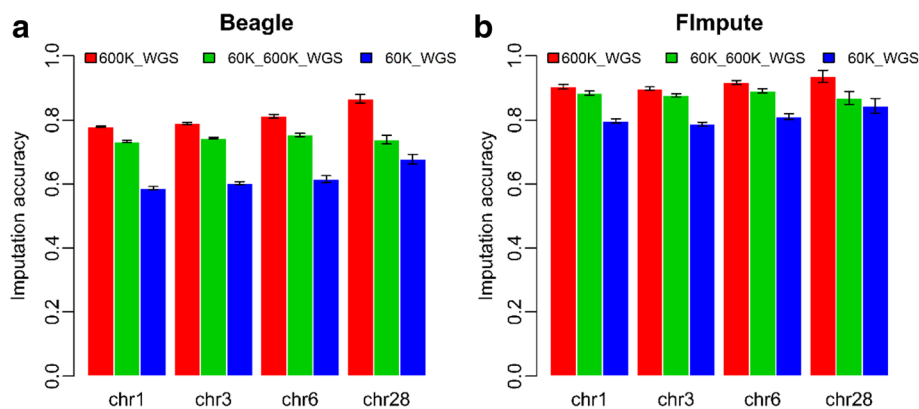 a
Beagle
600K_WGS 60K_600K_WGS 60K_WGS
Imputation accuracy
1.0
0.8
0.6
0.4
0.2
0.0
chr1 chr3 chr6 chr28
b
FImpute
600K_WGS 60K_600K_WGS 60K_WGS
Imputation accuracy
1.0
0.8
0.6
0.4
0.2
0.0
chr1 chr3 chr6 chr28